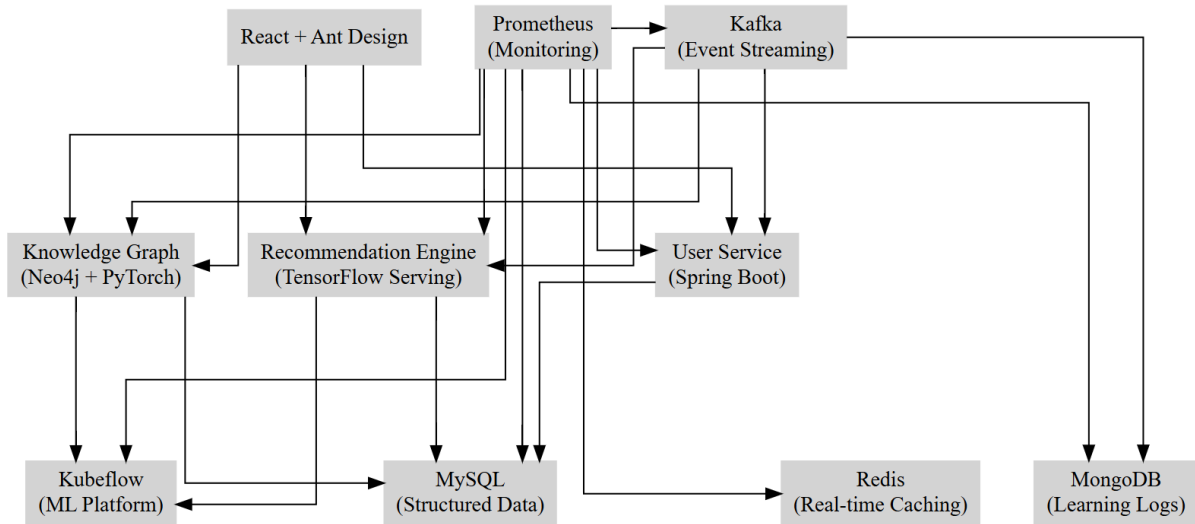 React + Ant Design
Prometheus
(Monitoring)
Kafka
(Event Streaming)
Knowledge Graph
(Neo4j + PyTorch)
Recommendation Engine
(TensorFlow Serving)
User Service
(Spring Boot)
Kubeflow
(ML Platform)
MySQL
(Structured Data)
Redis
(Real-time Caching)
MongoDB
(Learning Logs)